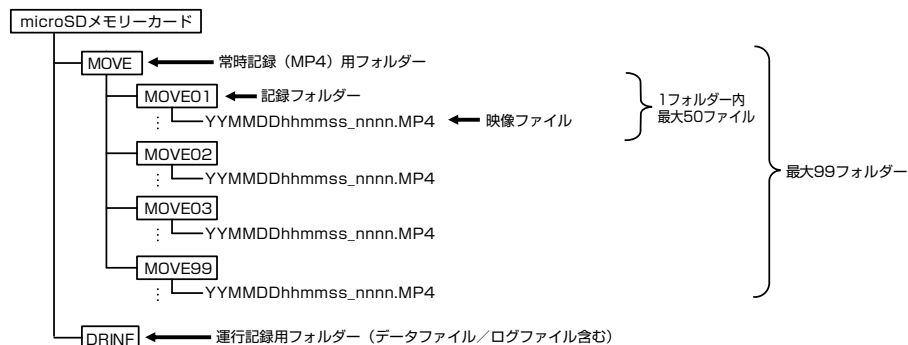 microSDメモリーカード
MOVE
常時記録（MP4）用フォルダー
MOVE01
記録フォルダー
YYMMDDhhmmss_nnnn.MP4
映像ファイル
1フォルダー内
最大50ファイル
MOVE02
YYMMDDhhmmss_nnnn.MP4
最大99フォルダー
MOVE03
YYMMDDhhmmss_nnnn.MP4
MOVE99
YYMMDDhhmmss_nnnn.MP4
DRINF
運行記録用フォルダー（データファイル／ログファイル含む）